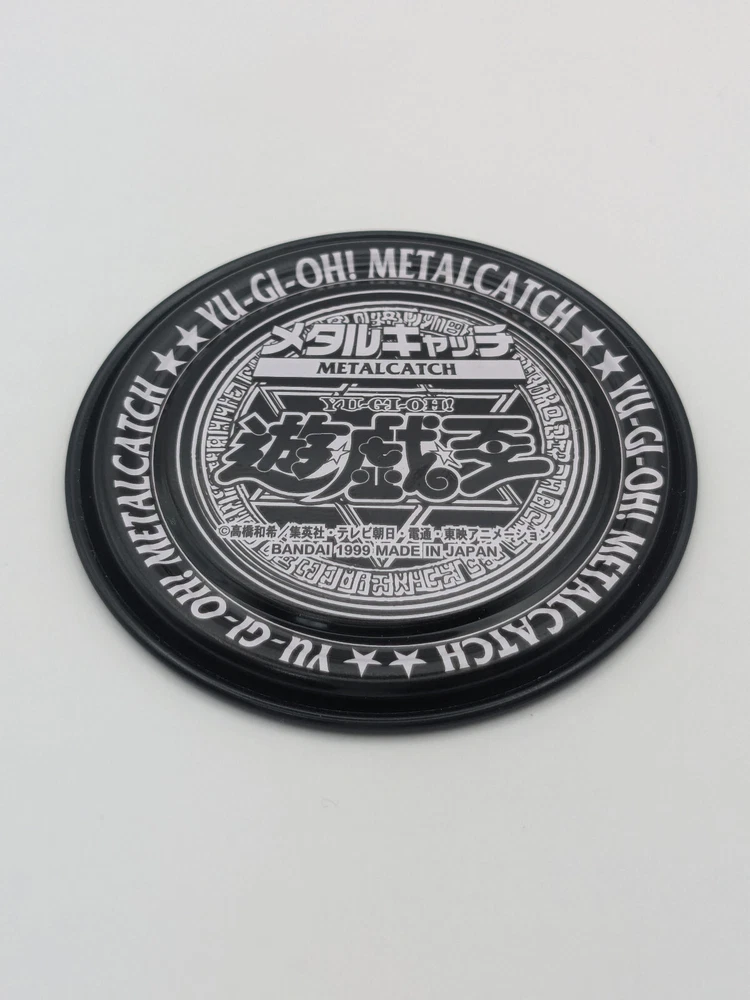 YU-GI-OH! METALCATCH ★★ YU-GI-OH! METALCATCH ★★ YU-GI-OH! METALCATCH ★★
メタルキャッチ
METALCATCH
YU-GI-OH!
遊☆戯☆王
©高橋和希／集英社・テレビ朝日・電通・東映アニメーション
BANDAI 1999 MADE IN JAPAN